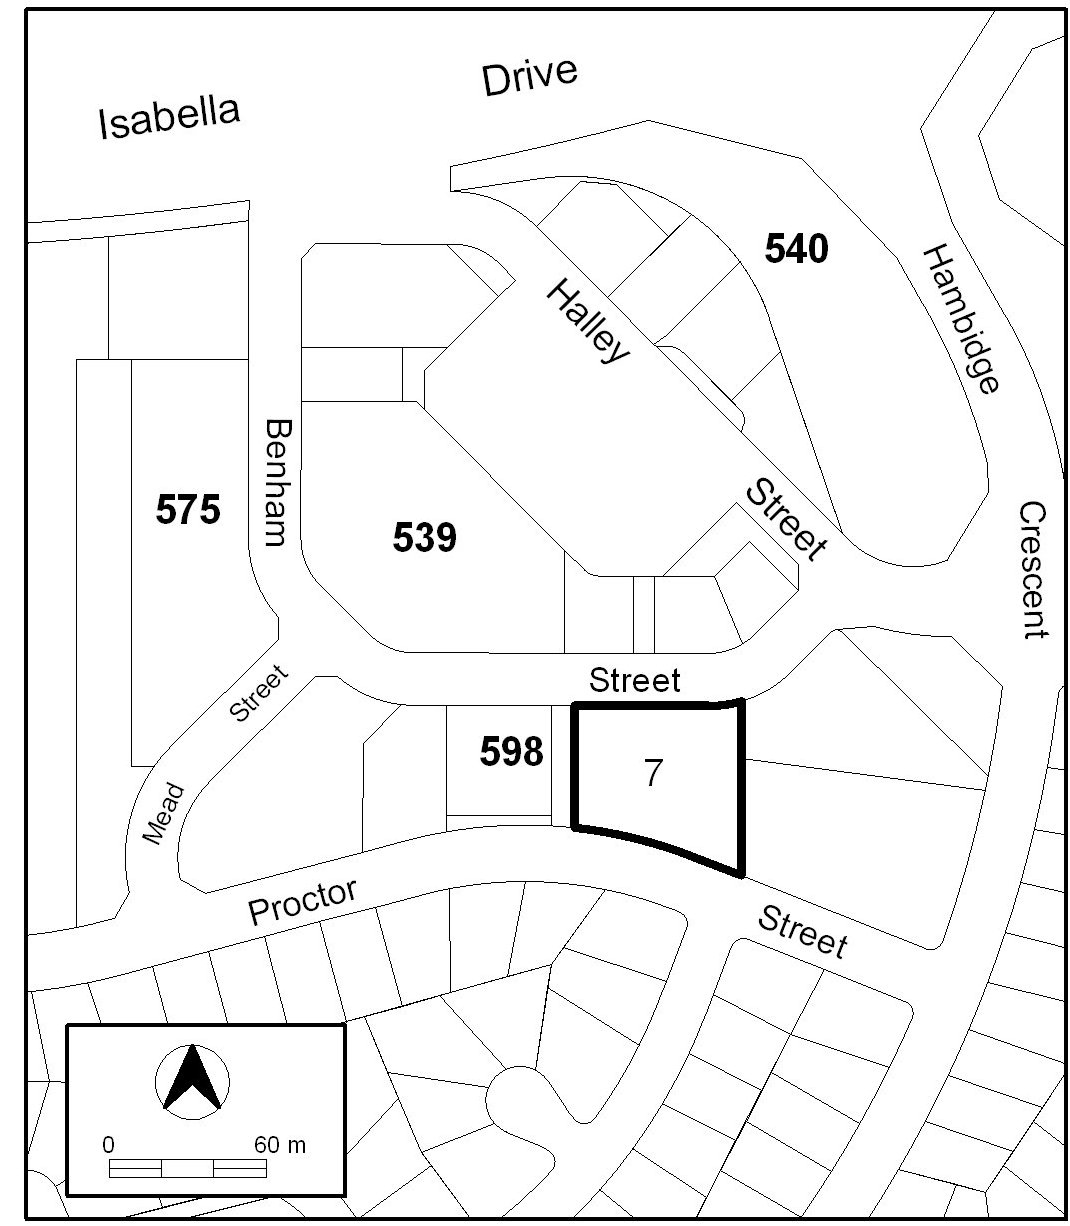 Isabella
Drive
540
Hambidge
Halley
Benham
575
539
Street
Crescent
Street
Street
598
7
Mead
Proctor
Street
0
60 m